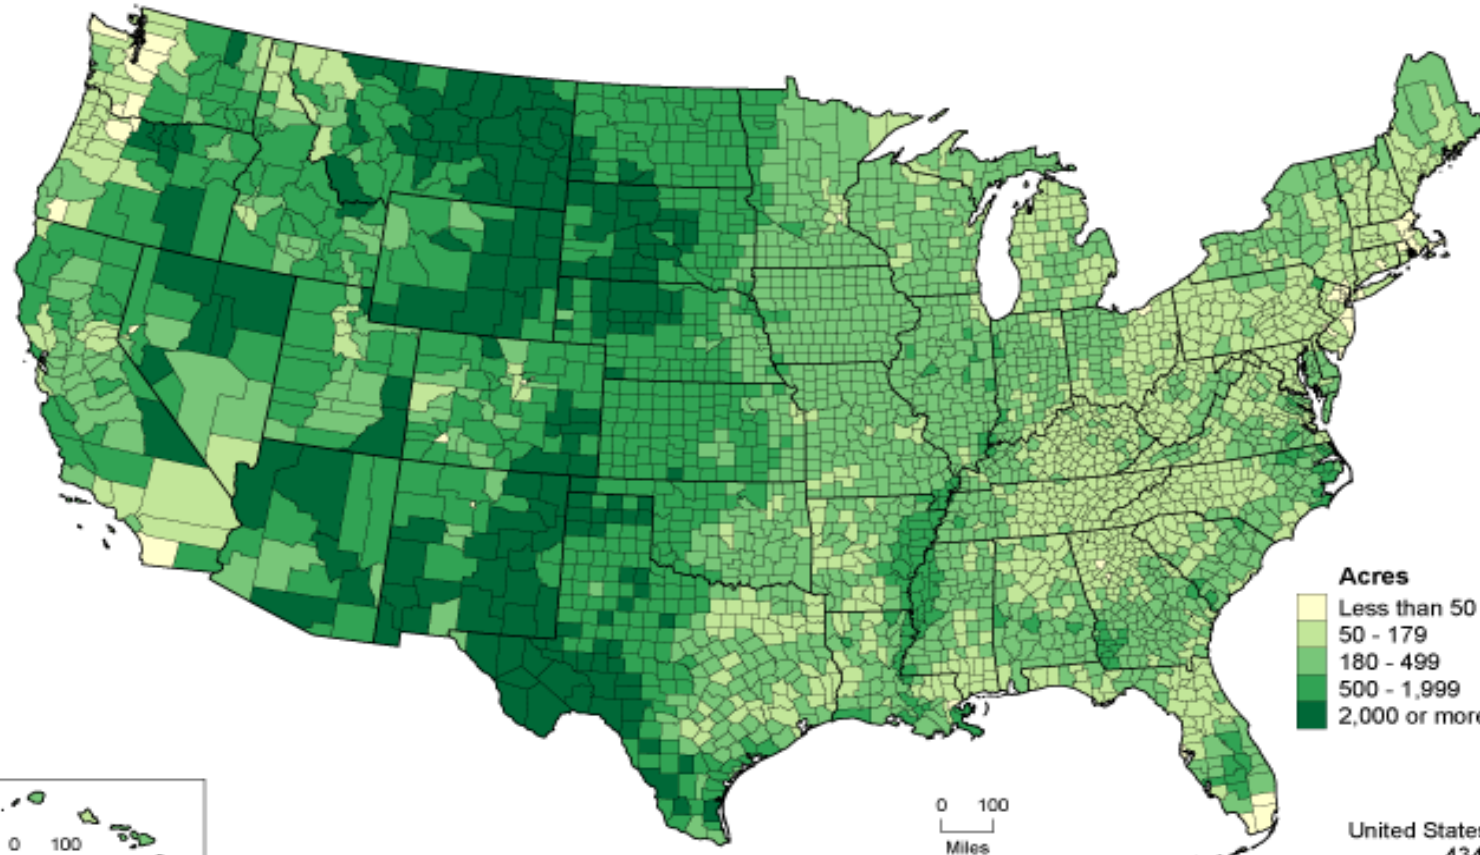 Acres
Less than 50
50 - 179
180 - 499
500 - 1,999
2,000 or more
0 100
Miles
0 100
United States
434